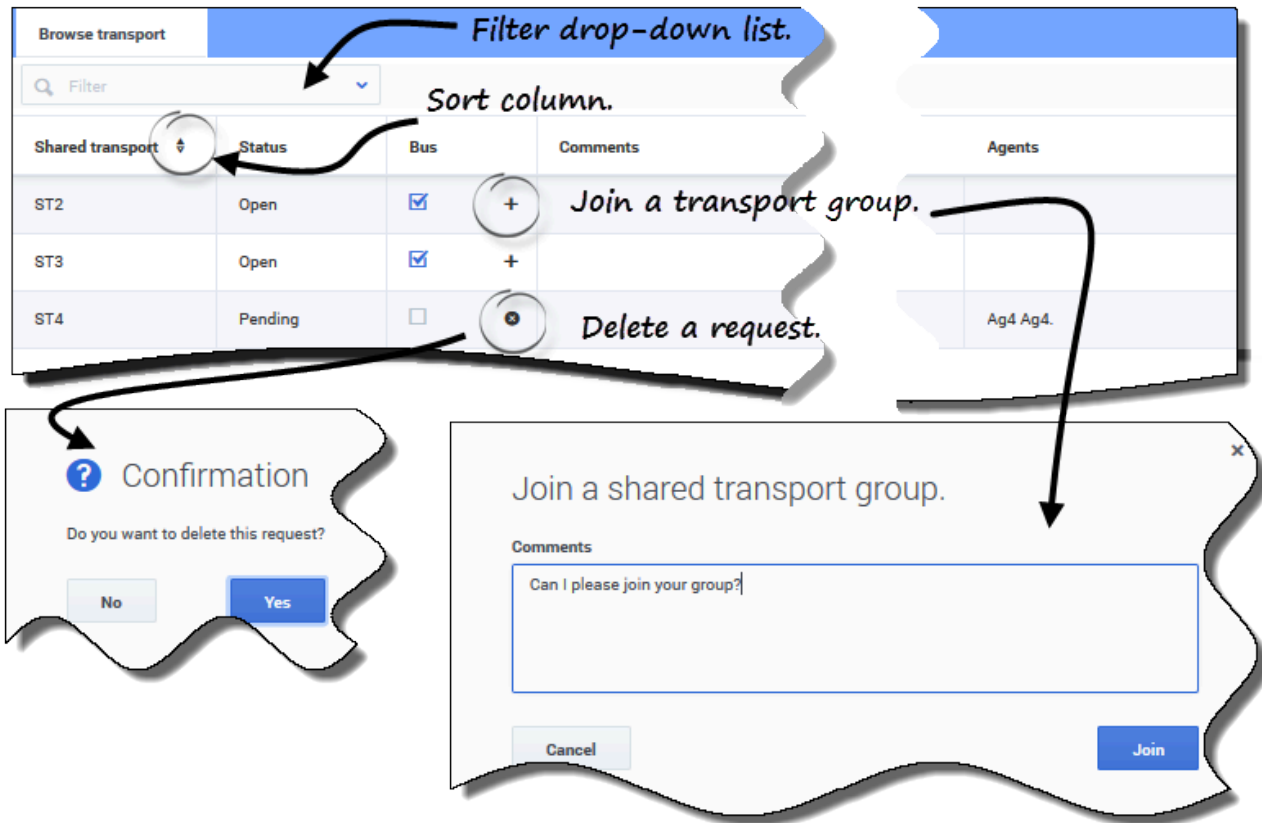 Browse transport
Filter drop-down list.
Filter
Sort column.
Shared transport Status Bus Comments Agents
ST2 Open + Join a transport group.
ST3 Open +
ST4 Pending Delete a request. Ag4 Ag4.
? Confirmation
Do you want to delete this request?
No Yes
×
Join a shared transport group.
Comments
Can I please join your group?
Cancel Join